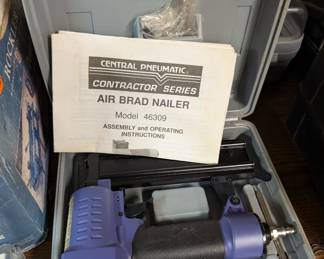 CENTRAL PNEUMATIC
CONTRACTOR SERIES
AIR BRAD NAILER
Model 46309
ASSEMBLY and OPERATING
INSTRUCTIONS